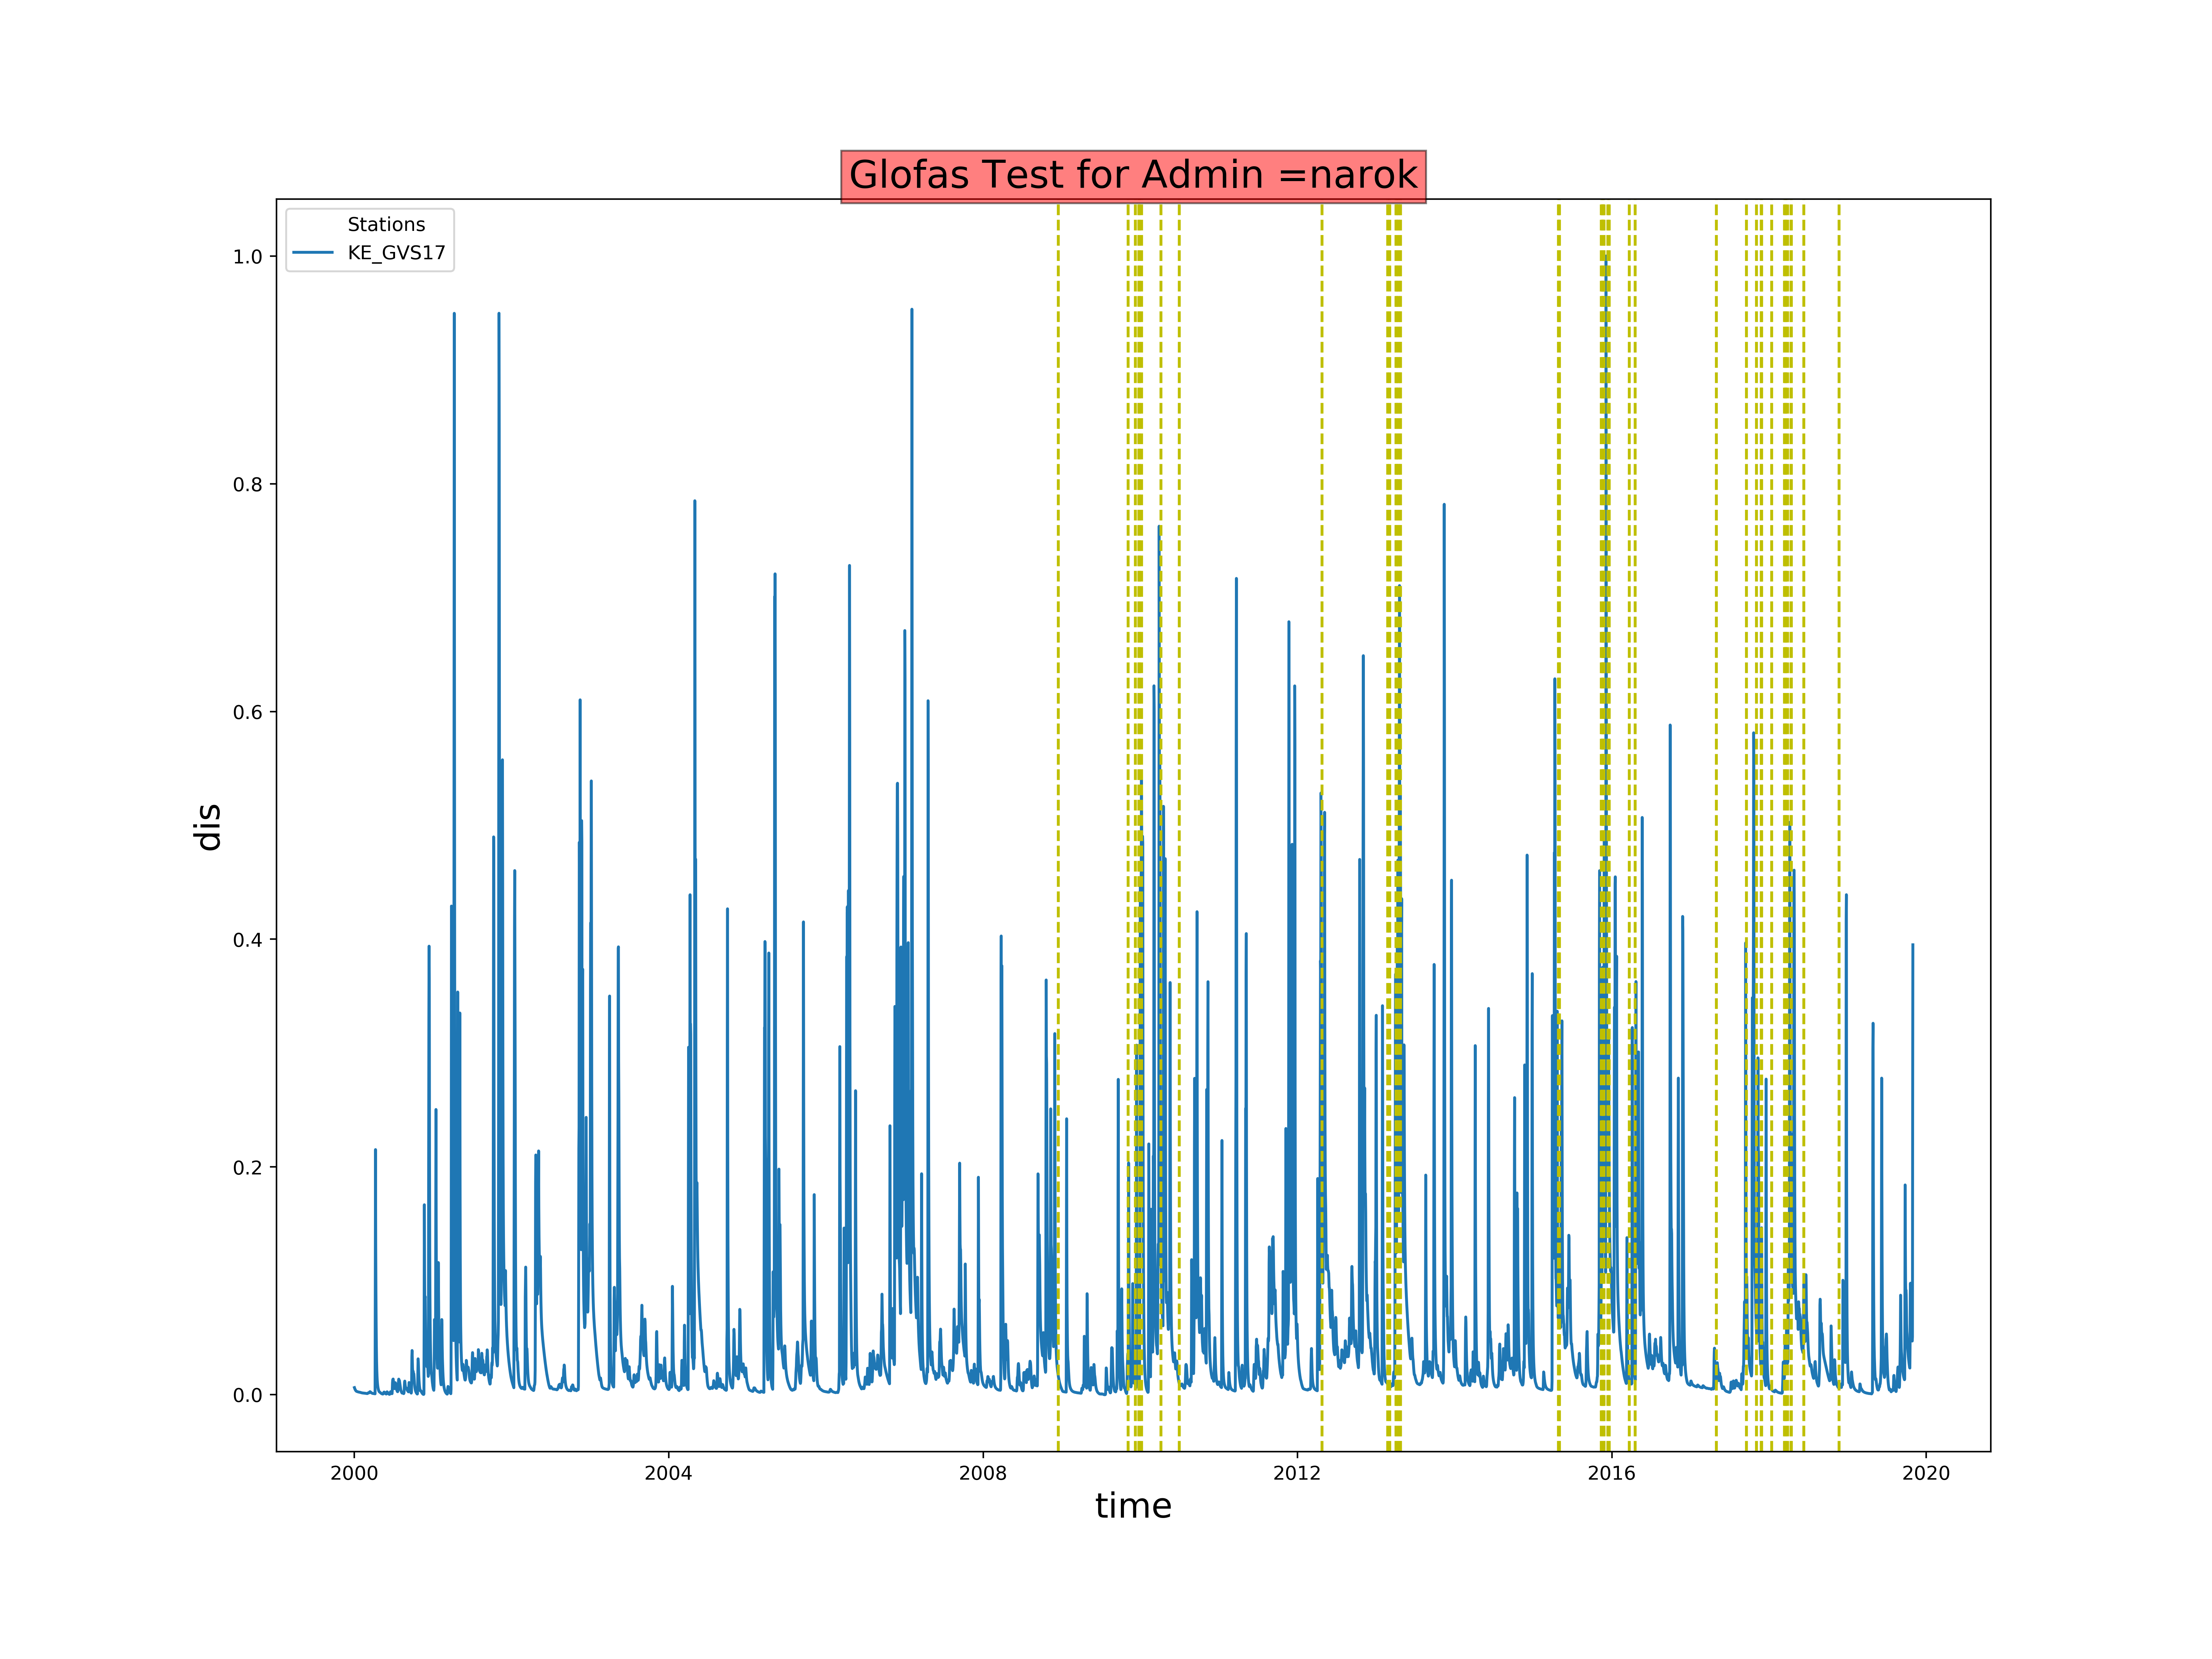 Glofas Test for Admin =narok
Stations
KE_GVS17
1.0
0.8
0.6
0.4
0.2
0.0
dis
2000 2004 2008 2012 2016 2020
time